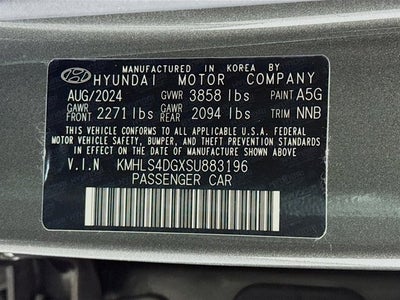 MANUFACTURED IN KOREA BY
HYUNDAI MOTOR COMPANY
AUG/2024 GVWR 3858 lbs PAINT A5G
GAWR FRONT 2271 lbs GAWR REAR 2094 lbs TRIM NNB
THIS VEHICLE CONFORMS TO ALL APPLICABLE U.S.A. FEDERAL
MOTOR VEHICLE SAFETY, BUMPER, AND THEFT PREVENTION
STANDARDS IN EFFECT ON THE DATE OF MANUFACTURE SHOWN ABOVE.
V.I.N KMHLS4DGXSU883196
PASSENGER CAR